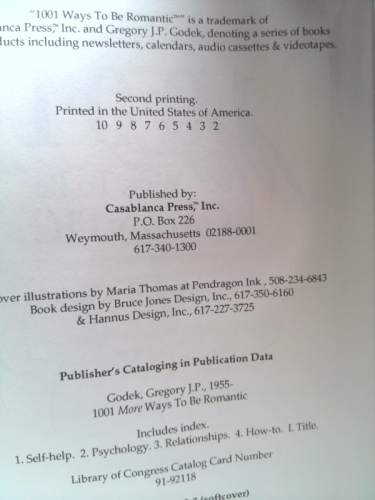 "1001 Ways To Be Romantic™" is a trademark of
anca Press,™ Inc. and Gregory J.P. Godek, denoting a series of books
ducts including newsletters, calendars, audio cassettes & videotapes.
Second printing.
Printed in the United States of America.
10 9 8 7 6 5 4 3 2
Published by:
Casablanca Press,™ Inc.
P.O. Box 226
Weymouth, Massachusetts 02188-0001
617-340-1300
over illustrations by Maria Thomas at Pendragon Ink , 508-234-6843
Book design by Bruce Jones Design, Inc., 617-350-6160
& Hannus Design, Inc., 617-227-3725
Publisher's Cataloging in Publication Data
Godek, Gregory J.P., 1955-
1001 More Ways To Be Romantic
Includes index.
1. Self-help. 2. Psychology. 3. Relationships. 4. How-to. I. Title.
Library of Congress Catalog Card Number
91-92118
(softcover)